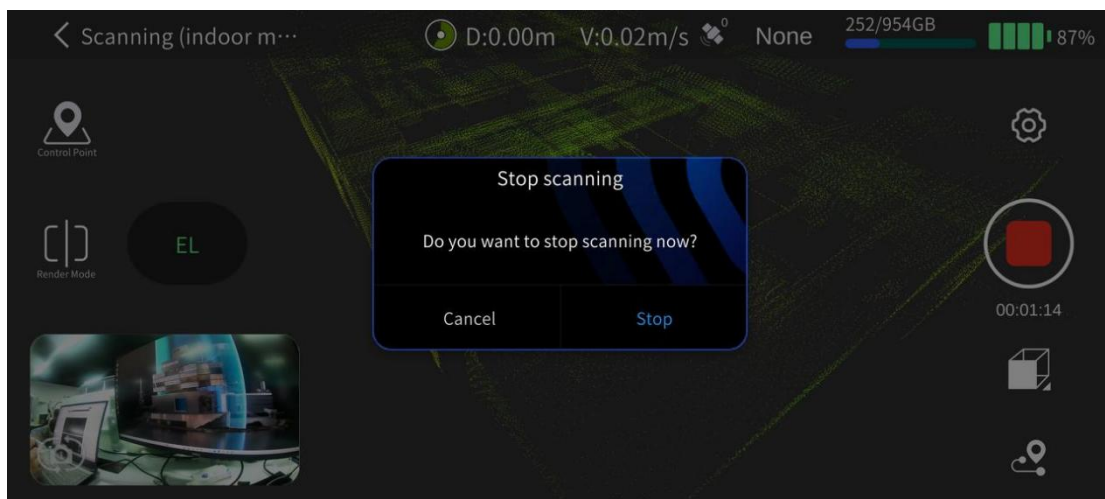 Scanning (indoor m…
D:0.00m
V:0.02m/s
0
None
252/954GB
87%
Control Point
Stop scanning
Do you want to stop scanning now?
Cancel
Stop
EL
Render Mode
00:01:14